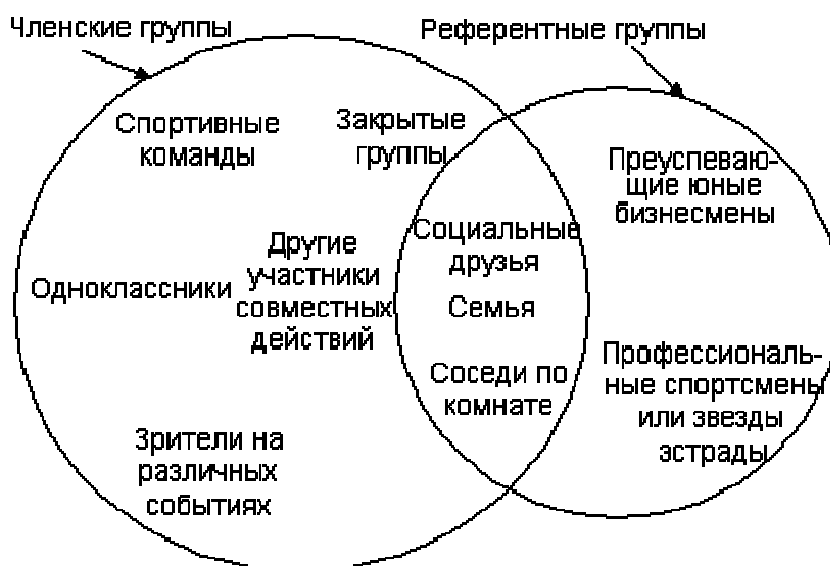 Членские группы
Референтные группы
Спортивные
команды
Закрытые
группы
Преуспеваю-
щие юные
бизнесмены
Другие
участники
совместных
действий
Одноклассники
Социальные
друзья
Семья
Соседи по
комнате
Профессиональ-
ные спортсмены
или звезды
эстрады
Зрители на
различных
событиях